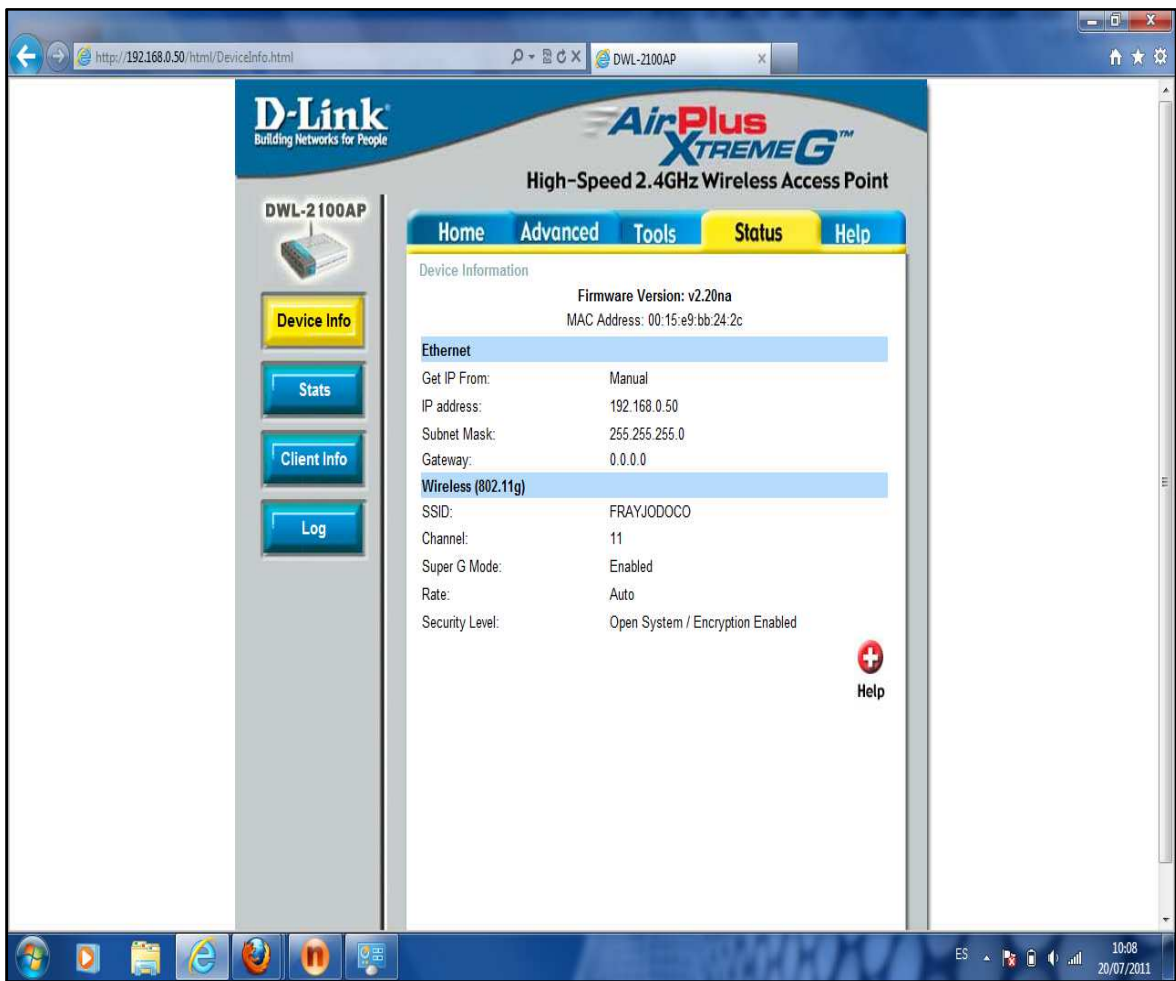 http://192.168.0.50/html/DeviceInfo.html
DWL-2100AP
D-Link
Building Networks for People
AirPlus
XTREME G™
High-Speed 2.4GHz Wireless Access Point
DWL-2100AP
Home Advanced Tools Status Help
Device Info
Stats
Client Info
Log
Device Information
Firmware Version: v2.20na
MAC Address: 00:15:e9:bb:24:2c
Ethernet
Get IP From: Manual
IP address: 192.168.0.50
Subnet Mask: 255.255.255.0
Gateway: 0.0.0.0
Wireless (802.11g)
SSID: FRAYJODOCO
Channel: 11
Super G Mode: Enabled
Rate: Auto
Security Level: Open System / Encryption Enabled
Help
ES
10:08
20/07/2011